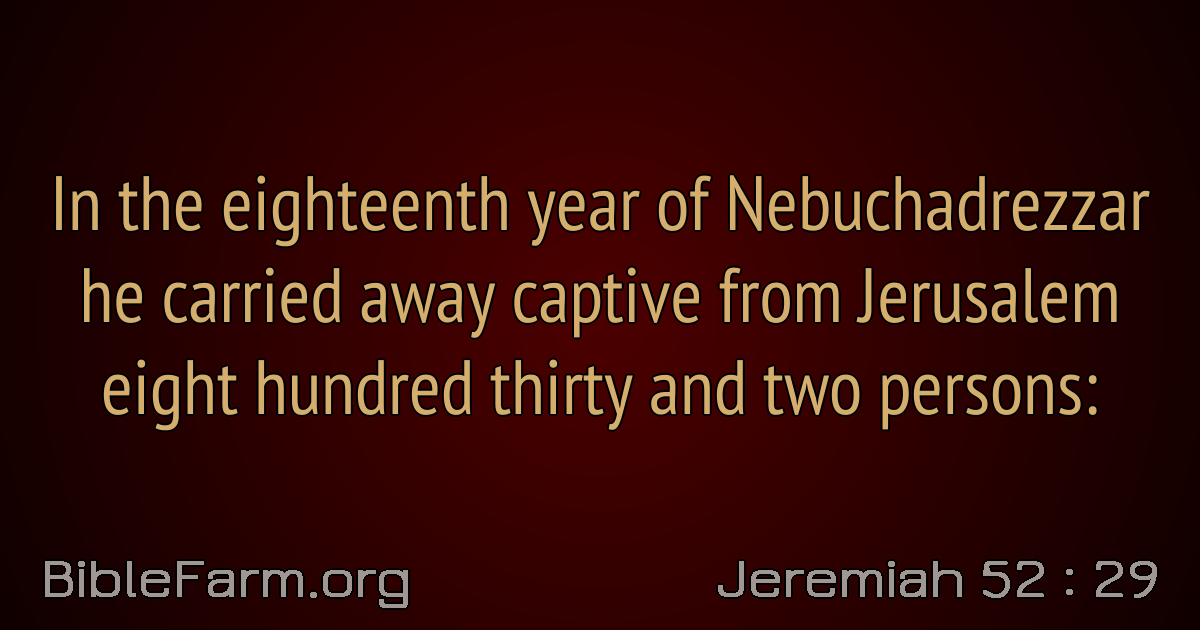 In the eighteenth year of Nebuchadrezzar
he carried away captive from Jerusalem
eight hundred thirty and two persons:
BibleFarm.org
Jeremiah 52 : 29